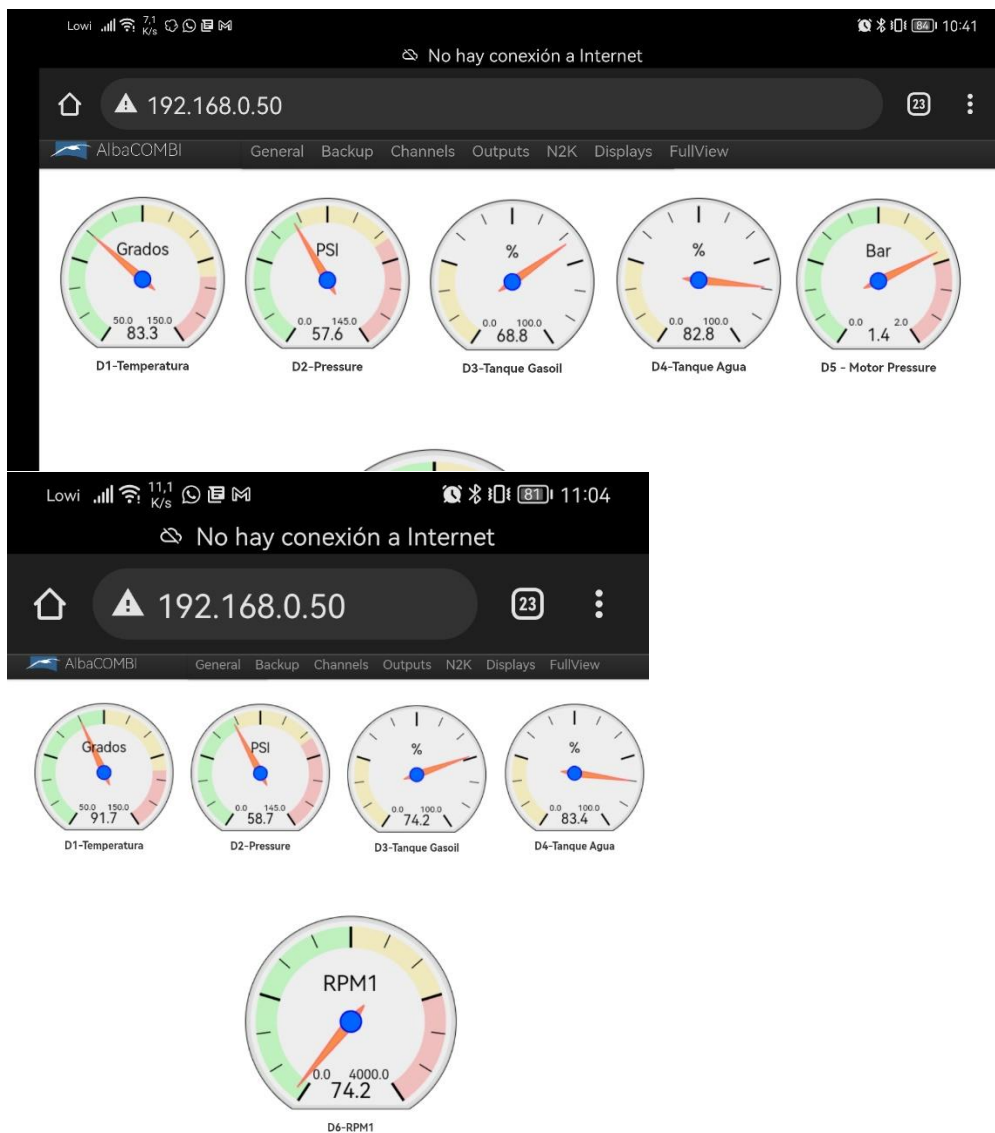 Lowi 7,1 K/s 84 10:41
No hay conexión a Internet
192.168.0.50 23
AlbaCOMBI General Backup Channels Outputs N2K Displays FullView
Grados PSI % % Bar
50.0 150.0 0.0 145.0 0.0 100.0 0.0 100.0 0.0 2.0
83.3 57.6 68.8 82.8 1.4
D1-Temperatura D2-Pressure D3-Tanque Gasoil D4-Tanque Agua D5 - Motor Pressure
Lowi 11,1 K/s 81 11:04
No hay conexión a Internet
192.168.0.50 23
AlbaCOMBI General Backup Channels Outputs N2K Displays FullView
Grados PSI % %
50.0 150.0 0.0 145.0 0.0 100.0 0.0 100.0
91.7 58.7 74.2 83.4
D1-Temperatura D2-Pressure D3-Tanque Gasoil D4-Tanque Agua
RPM1
0.0 4000.0
74.2
D6-RPM1